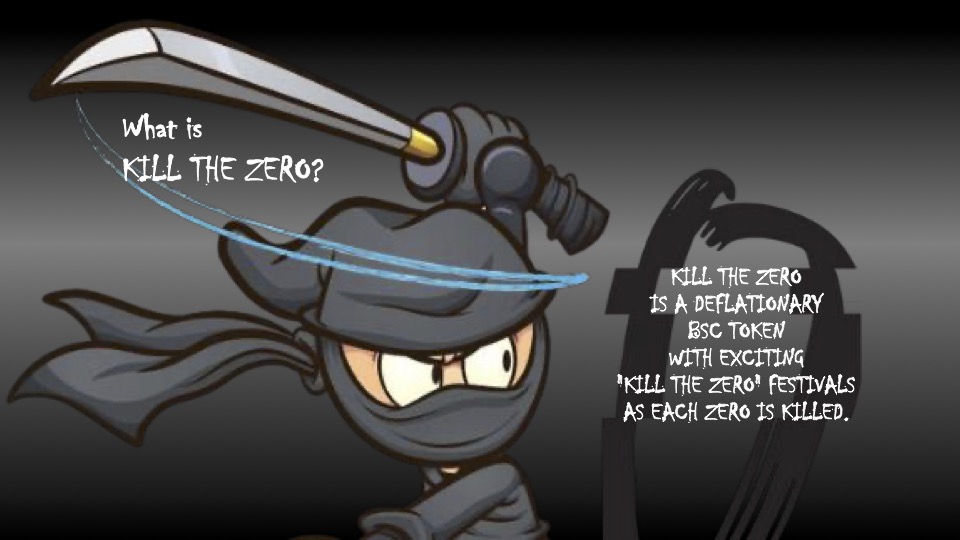 What is
KILL THE ZERO?
KILL THE ZERO
IS A DEFLATIONARY
BSC TOKEN
WITH EXCITING
"KILL THE ZERO" FESTIVALS
AS EACH ZERO IS KILLED.